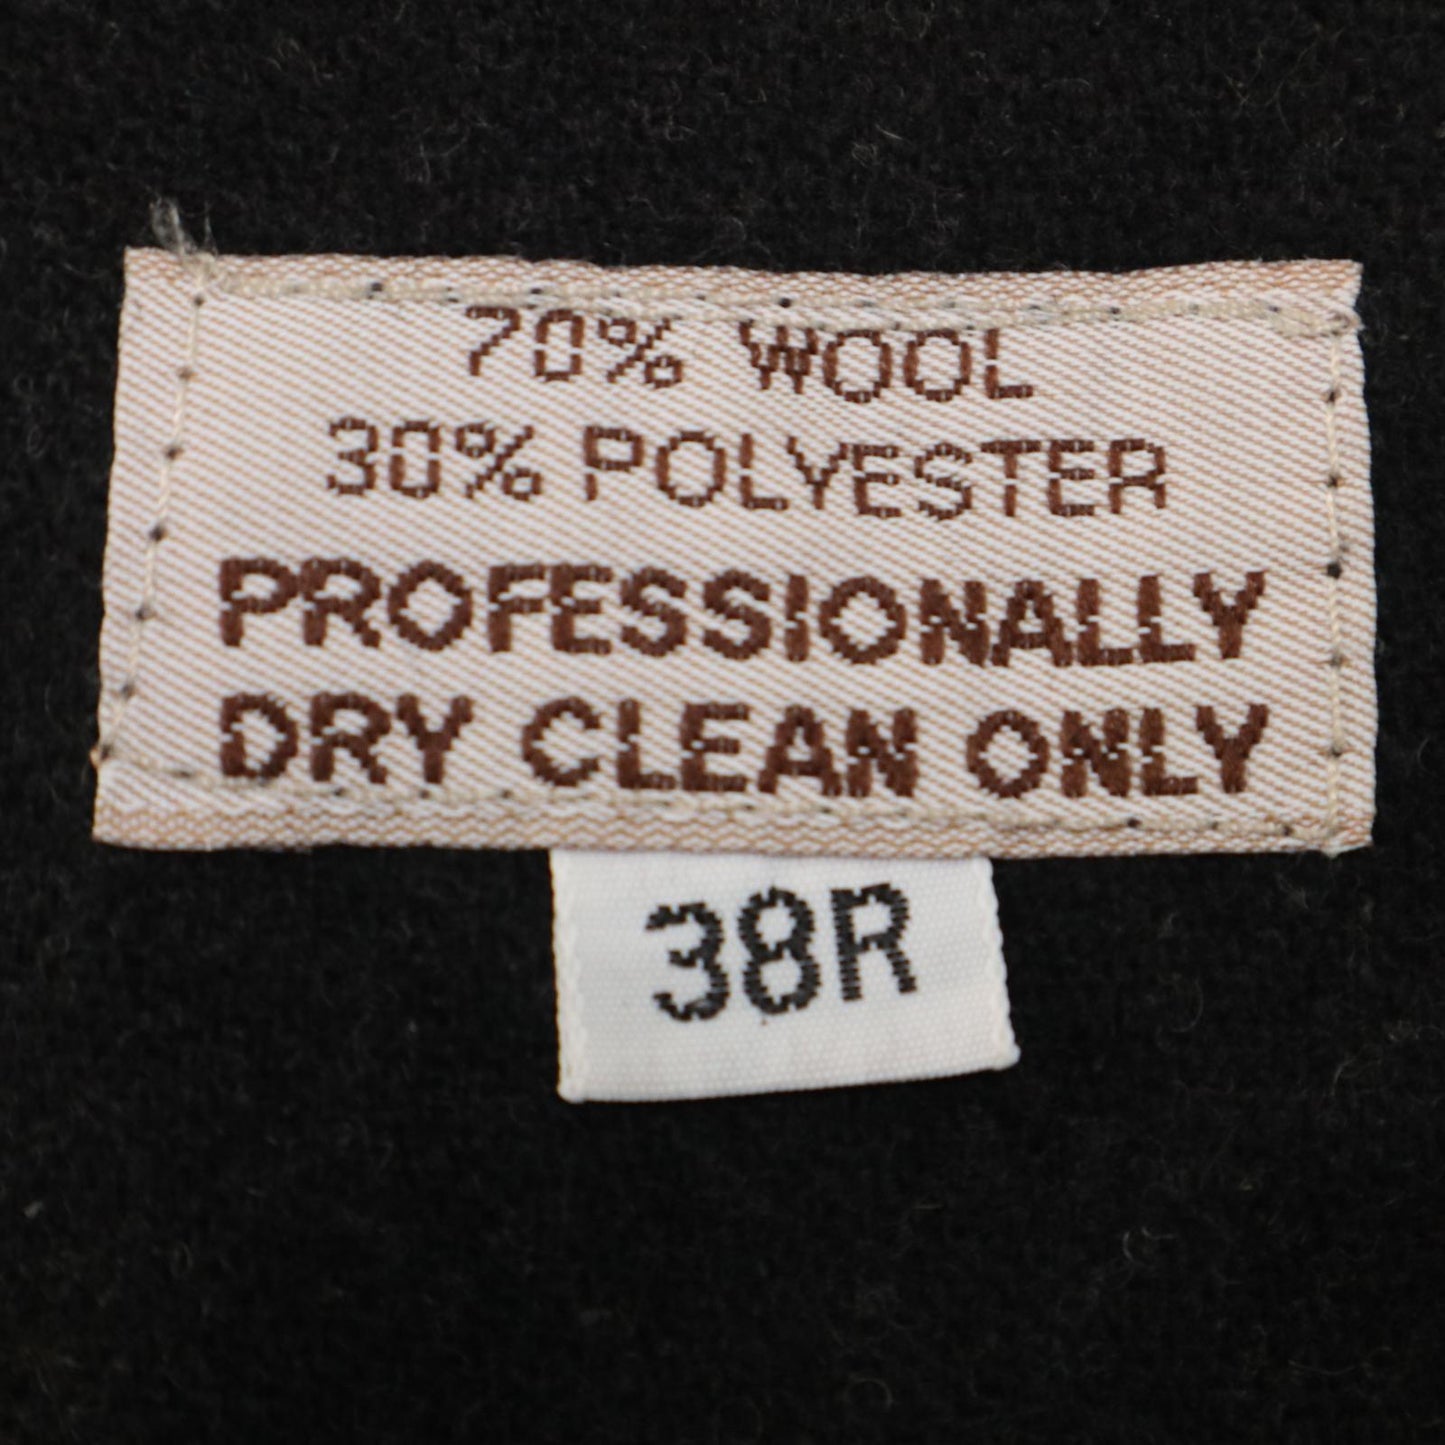 70% WOOL
30% POLYESTER
PROFESSIONALLY
DRY CLEAN ONLY
38R